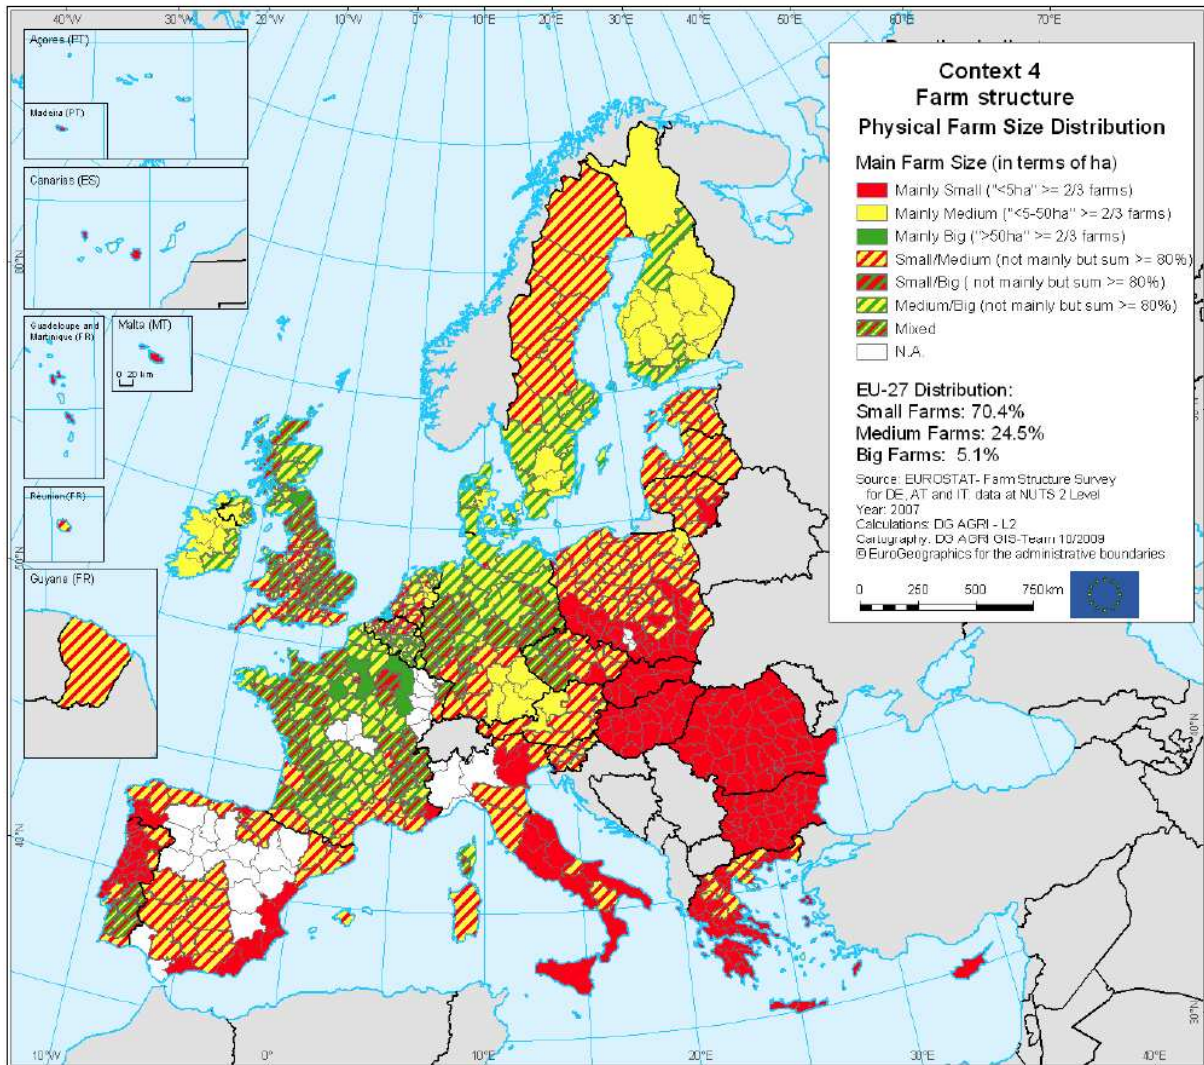 40°W
30°W
20°W
10°W
0°
10°E
20°E
30°E
40°E
50°E
60°E
70°E
Açores (PT)
Madeira (PT)
Canarias (ES)
Guadeloupe and
Martinique (FR)
Malta (MT)
0 20 km
Réunion (FR)
Guyane (FR)
Context 4
Farm structure
Physical Farm Size Distribution
Main Farm Size (in terms of ha)
Mainly Small ("<5ha" >= 2/3 farms)
Mainly Medium ("<5-50ha" >= 2/3 farms)
Mainly Big (">50ha" >= 2/3 farms)
Small/Medium (not mainly but sum >= 80%)
Small/Big ( not mainly but sum >= 80%)
Medium/Big (not mainly but sum >= 80%)
Mixed
N.A.
EU-27 Distribution:
Small Farms: 70.4%
Medium Farms: 24.5%
Big Farms: 5.1%
Source: EUROSTAT- Farm Structure Survey
for DE, AT and IT, data at NUTS 2 Level
Year: 2007
Calculations: DG AGRI - L2
Cartography: DG AGRI GIS-Team 10/2009
© EuroGeographics for the administrative boundaries
0 250 500 750 km
60°N
50°N
40°N
40°N
30°N
10°W
0°
10°E
20°E
30°E
40°E